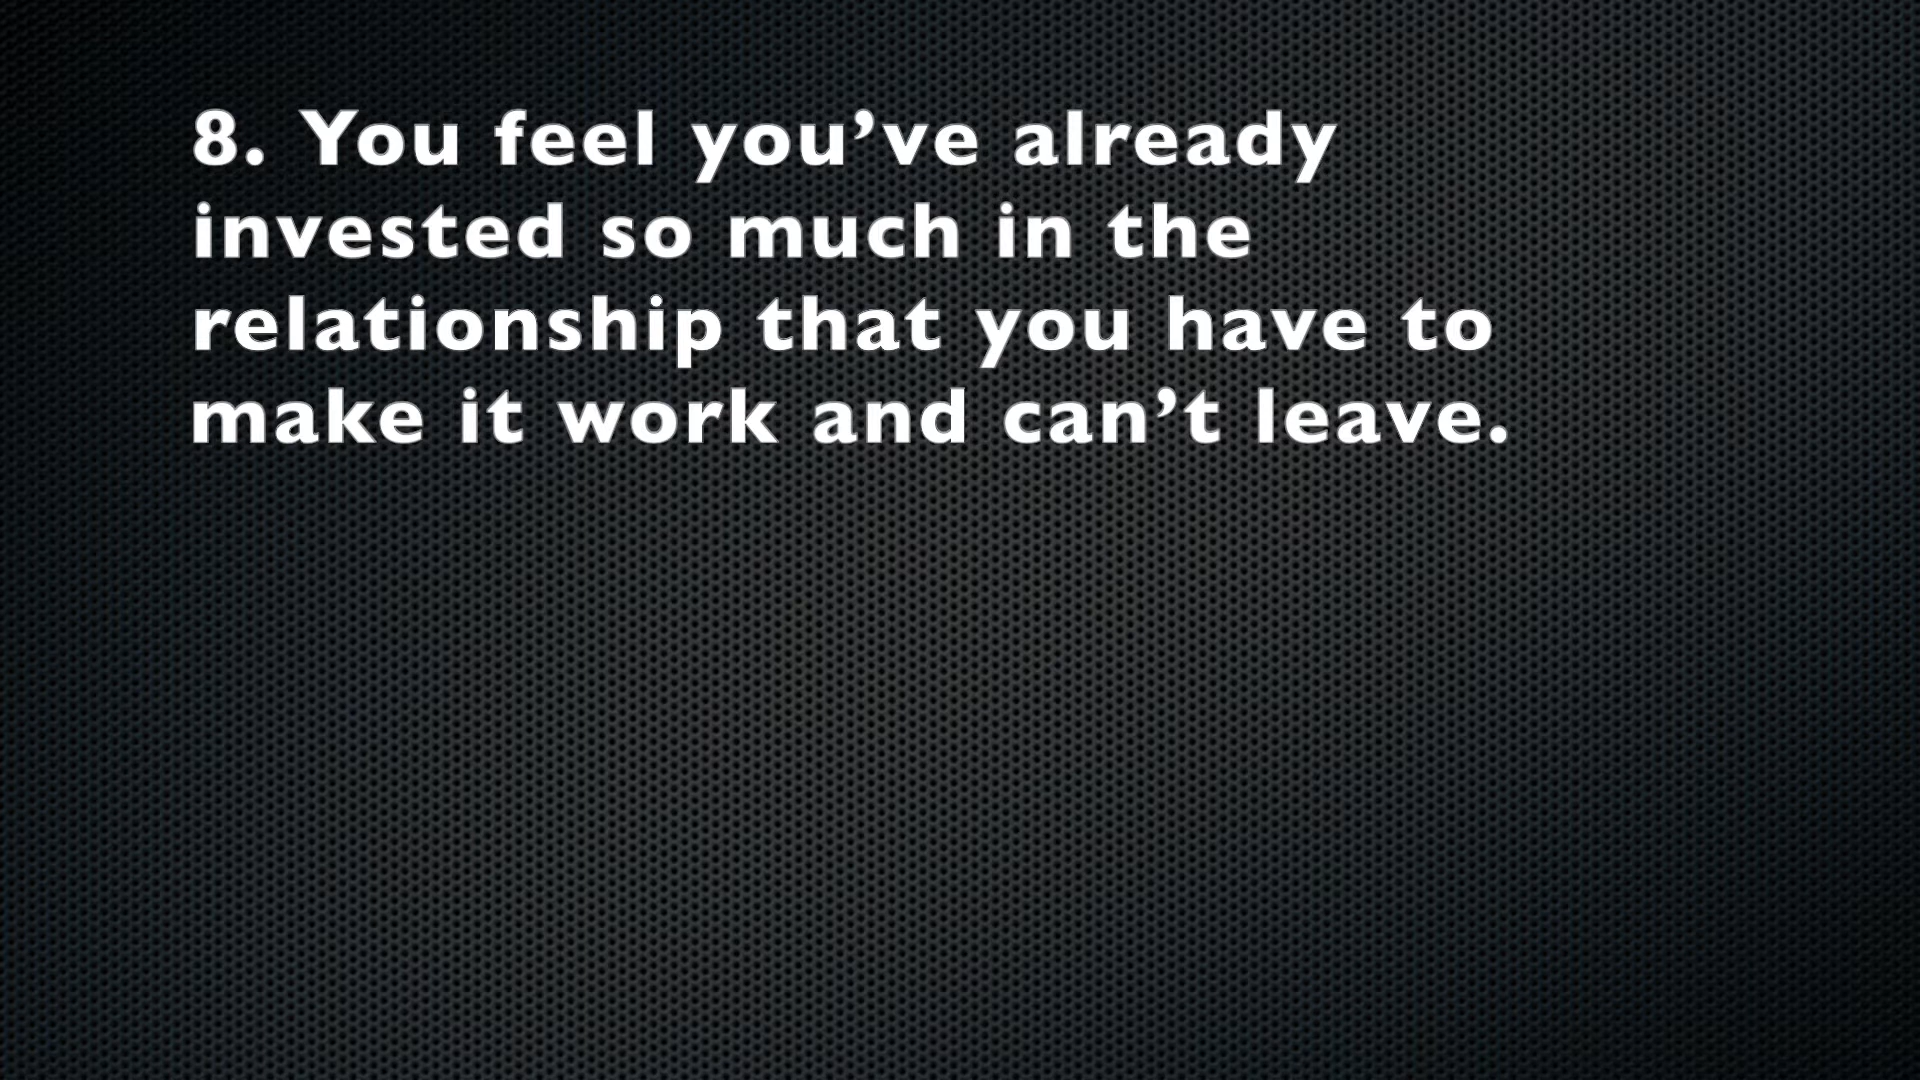 8. You feel you’ve already
invested so much in the
relationship that you have to
make it work and can’t leave.